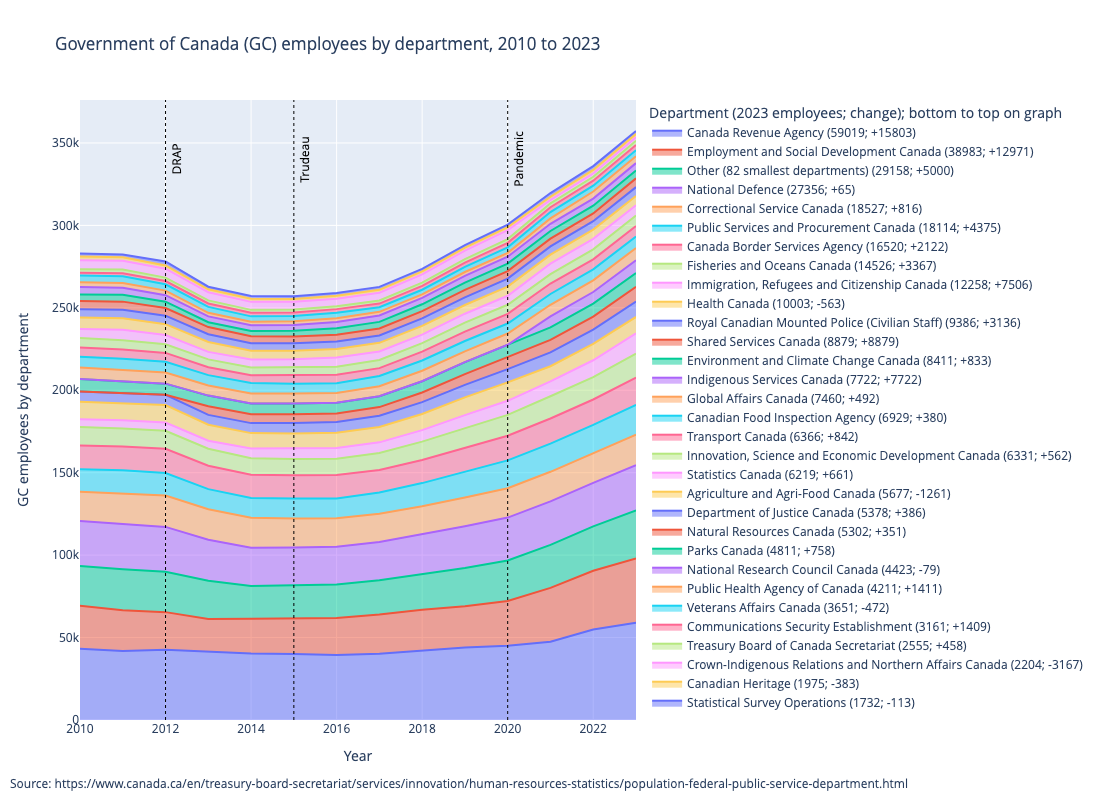 Government of Canada (GC) employees by department, 2010 to 2023
Department (2023 employees; change); bottom to top on graph
Canada Revenue Agency (59019; +15803)
Employment and Social Development Canada (38983; +12971)
Other (82 smallest departments) (29158; +5000)
National Defence (27356; +65)
Correctional Service Canada (18527; +816)
Public Services and Procurement Canada (18114; +4375)
Canada Border Services Agency (16520; +2122)
Fisheries and Oceans Canada (14526; +3367)
Immigration, Refugees and Citizenship Canada (12258; +7506)
Health Canada (10003; -563)
Royal Canadian Mounted Police (Civilian Staff) (9386; +3136)
Shared Services Canada (8879; +8879)
Environment and Climate Change Canada (8411; +833)
Indigenous Services Canada (7722; +7722)
Global Affairs Canada (7460; +492)
Canadian Food Inspection Agency (6929; +380)
Transport Canada (6366; +842)
Innovation, Science and Economic Development Canada (6331; +562)
Statistics Canada (6219; +661)
Agriculture and Agri-Food Canada (5677; -1261)
Department of Justice Canada (5378; +386)
Natural Resources Canada (5302; +351)
Parks Canada (4811; +758)
National Research Council Canada (4423; -79)
Public Health Agency of Canada (4211; +1411)
Veterans Affairs Canada (3651; -472)
Communications Security Establishment (3161; +1409)
Treasury Board of Canada Secretariat (2555; +458)
Crown-Indigenous Relations and Northern Affairs Canada (2204; -3167)
Canadian Heritage (1975; -383)
Statistical Survey Operations (1732; -113)
GC employees by department
350k
300k
250k
200k
150k
100k
50k
0
DRAP
Trudeau
Pandemic
2010
2012
2014
2016
2018
2020
2022
Year
Source: https://www.canada.ca/en/treasury-board-secretariat/services/innovation/human-resources-statistics/population-federal-public-service-department.html